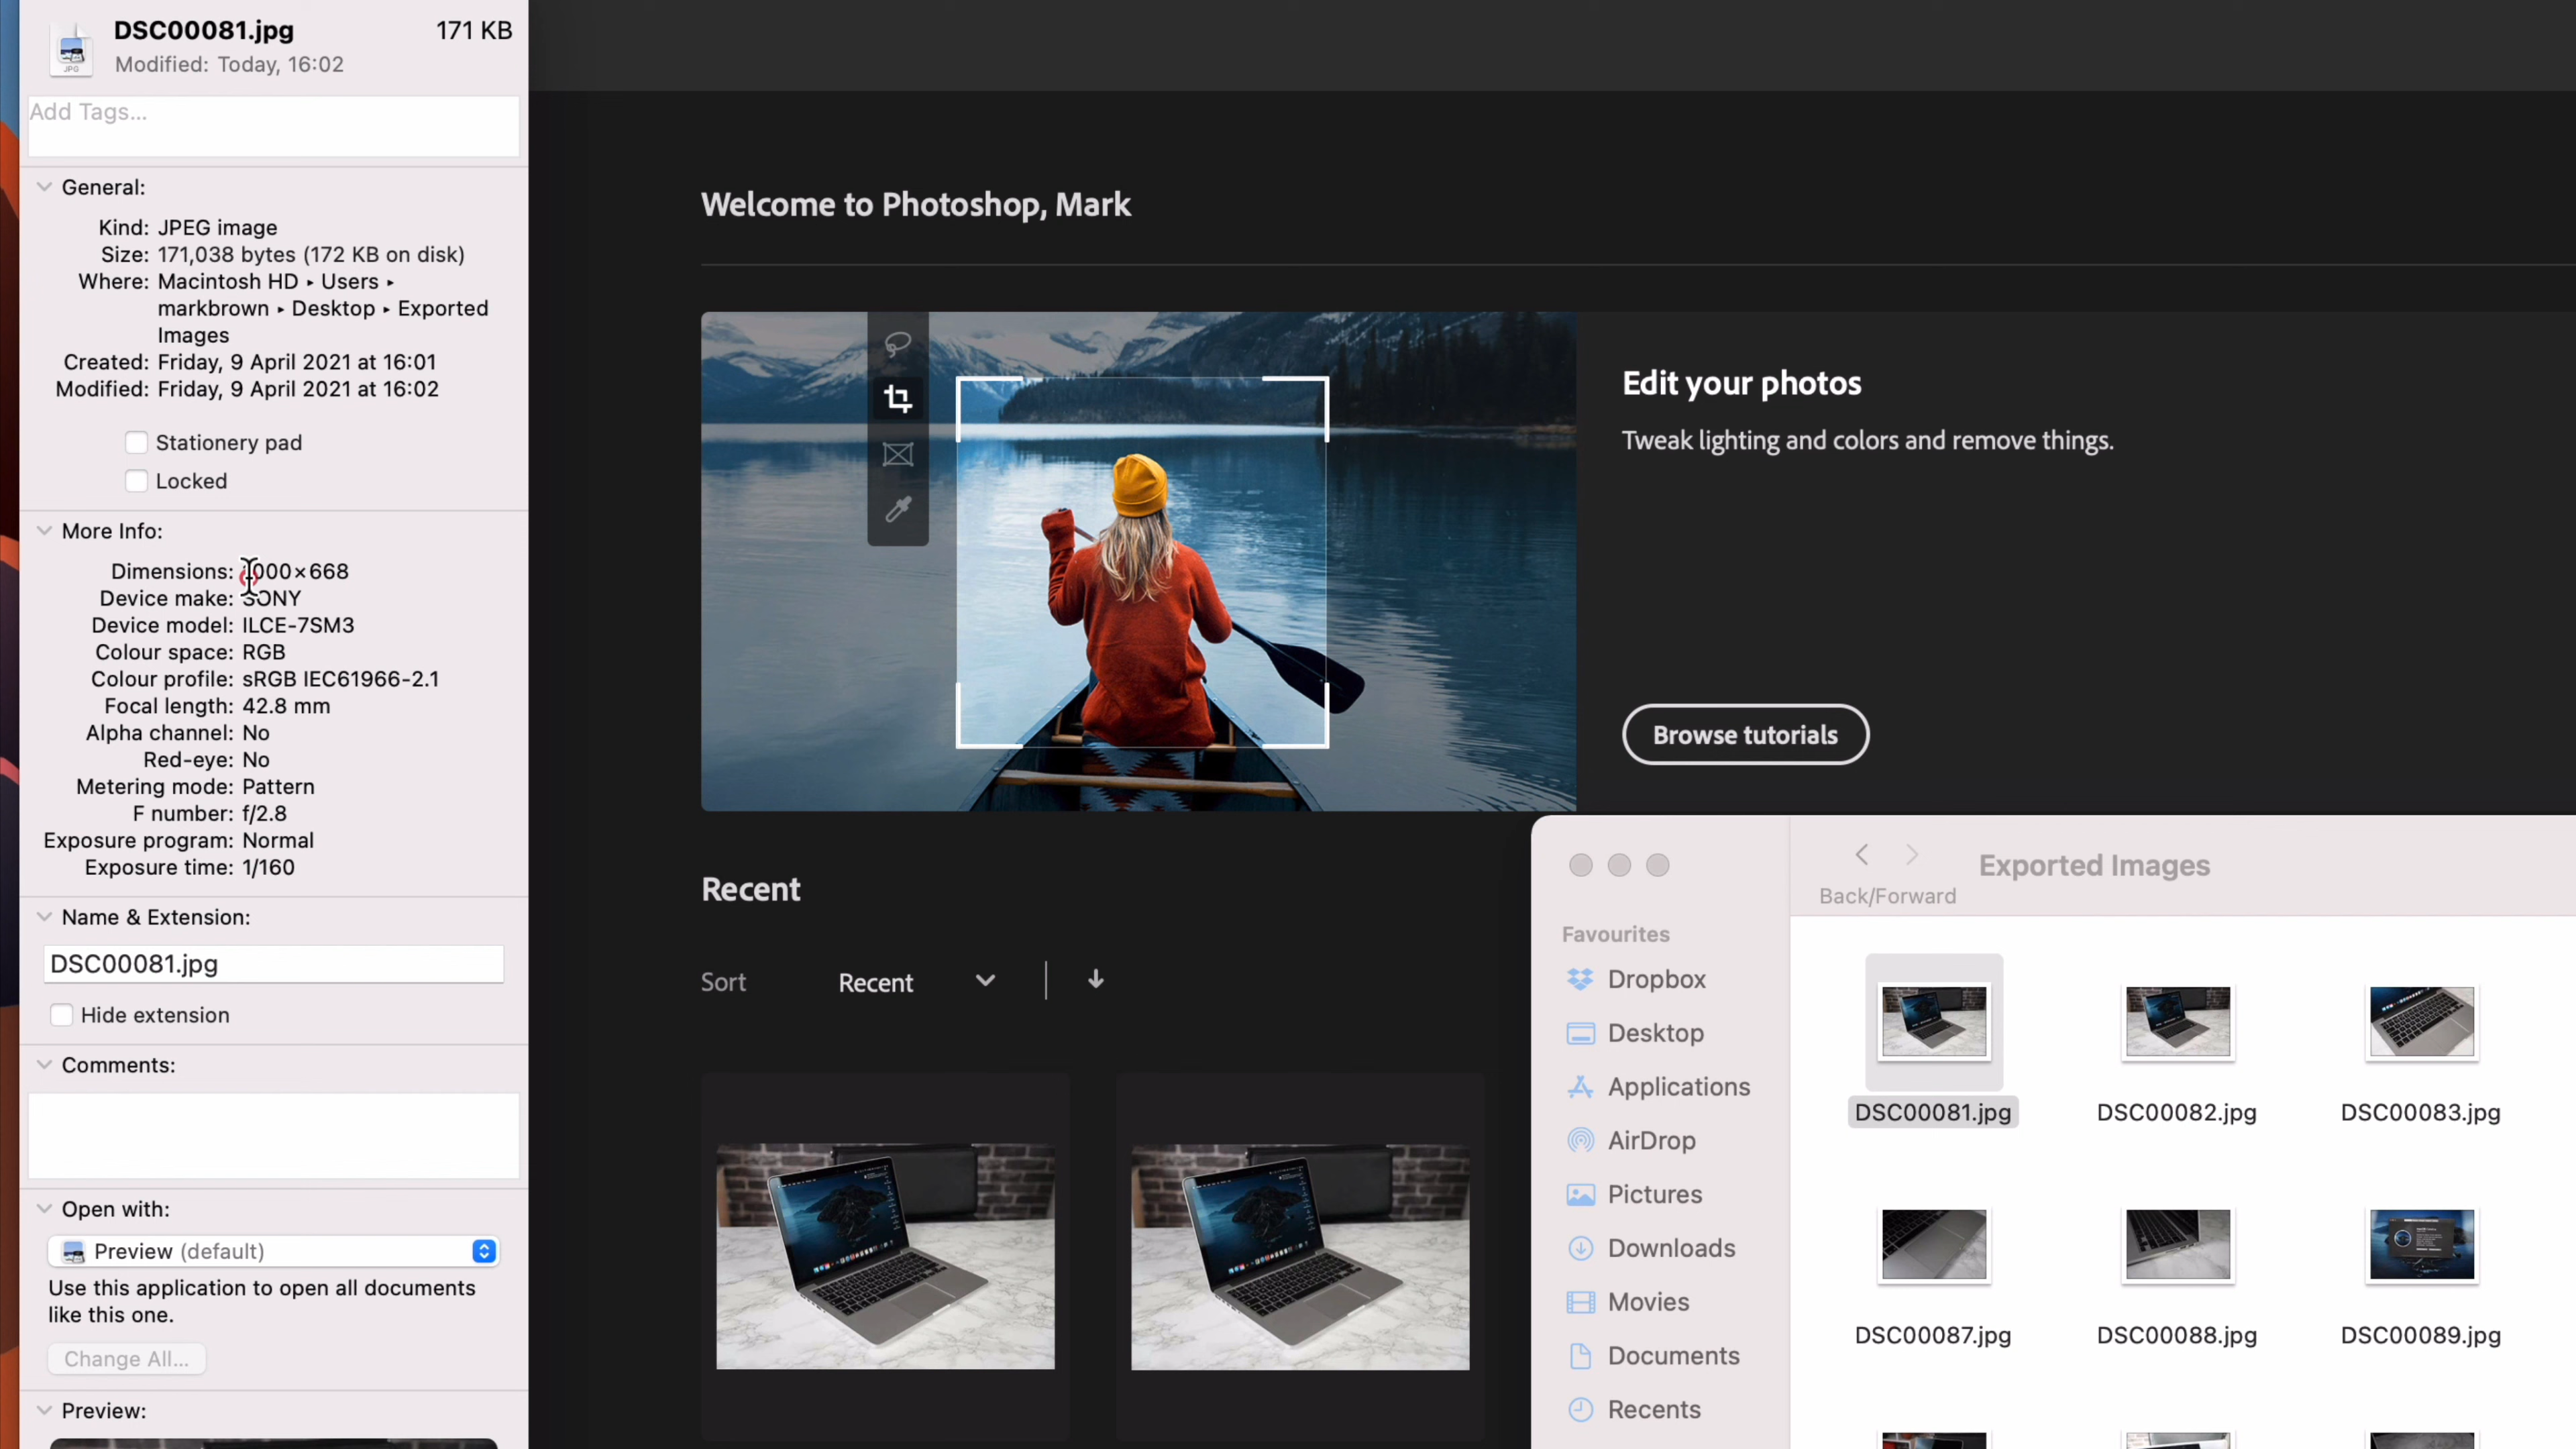 DSC00081.jpg 171 KB
Modified: Today, 16:02
Add Tags...
General:
Kind: JPEG image
Size: 171,038 bytes (172 KB on disk)
Where: Macintosh HD ▸ Users ▸
markbrown ▸ Desktop ▸ Exported
Images
Created: Friday, 9 April 2021 at 16:01
Modified: Friday, 9 April 2021 at 16:02
Stationery pad
Locked
More Info:
Dimensions: 1000×668
Device make: SONY
Device model: ILCE-7SM3
Colour space: RGB
Colour profile: sRGB IEC61966-2.1
Focal length: 42.8 mm
Alpha channel: No
Red-eye: No
Metering mode: Pattern
F number: f/2.8
Exposure program: Normal
Exposure time: 1/160
Name & Extension:
DSC00081.jpg
Hide extension
Comments:
Open with:
Preview (default)
Use this application to open all documents
like this one.
Change All...
Preview:
Welcome to Photoshop, Mark
Edit your photos
Tweak lighting and colors and remove things.
Browse tutorials
Recent
Sort Recent
Exported Images
Back/Forward
Favourites
Dropbox
Desktop
Applications
AirDrop
Pictures
Downloads
Movies
Documents
Recents
DSC00081.jpg DSC00082.jpg DSC00083.jpg
DSC00087.jpg DSC00088.jpg DSC00089.jpg